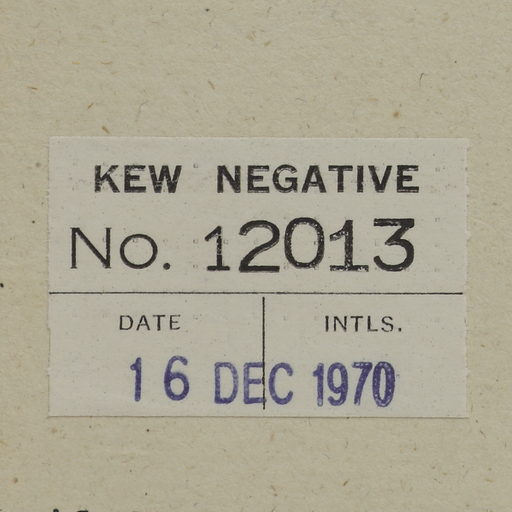 KEW NEGATIVE
No. 12013
DATE INTLS.
16 DEC 1970